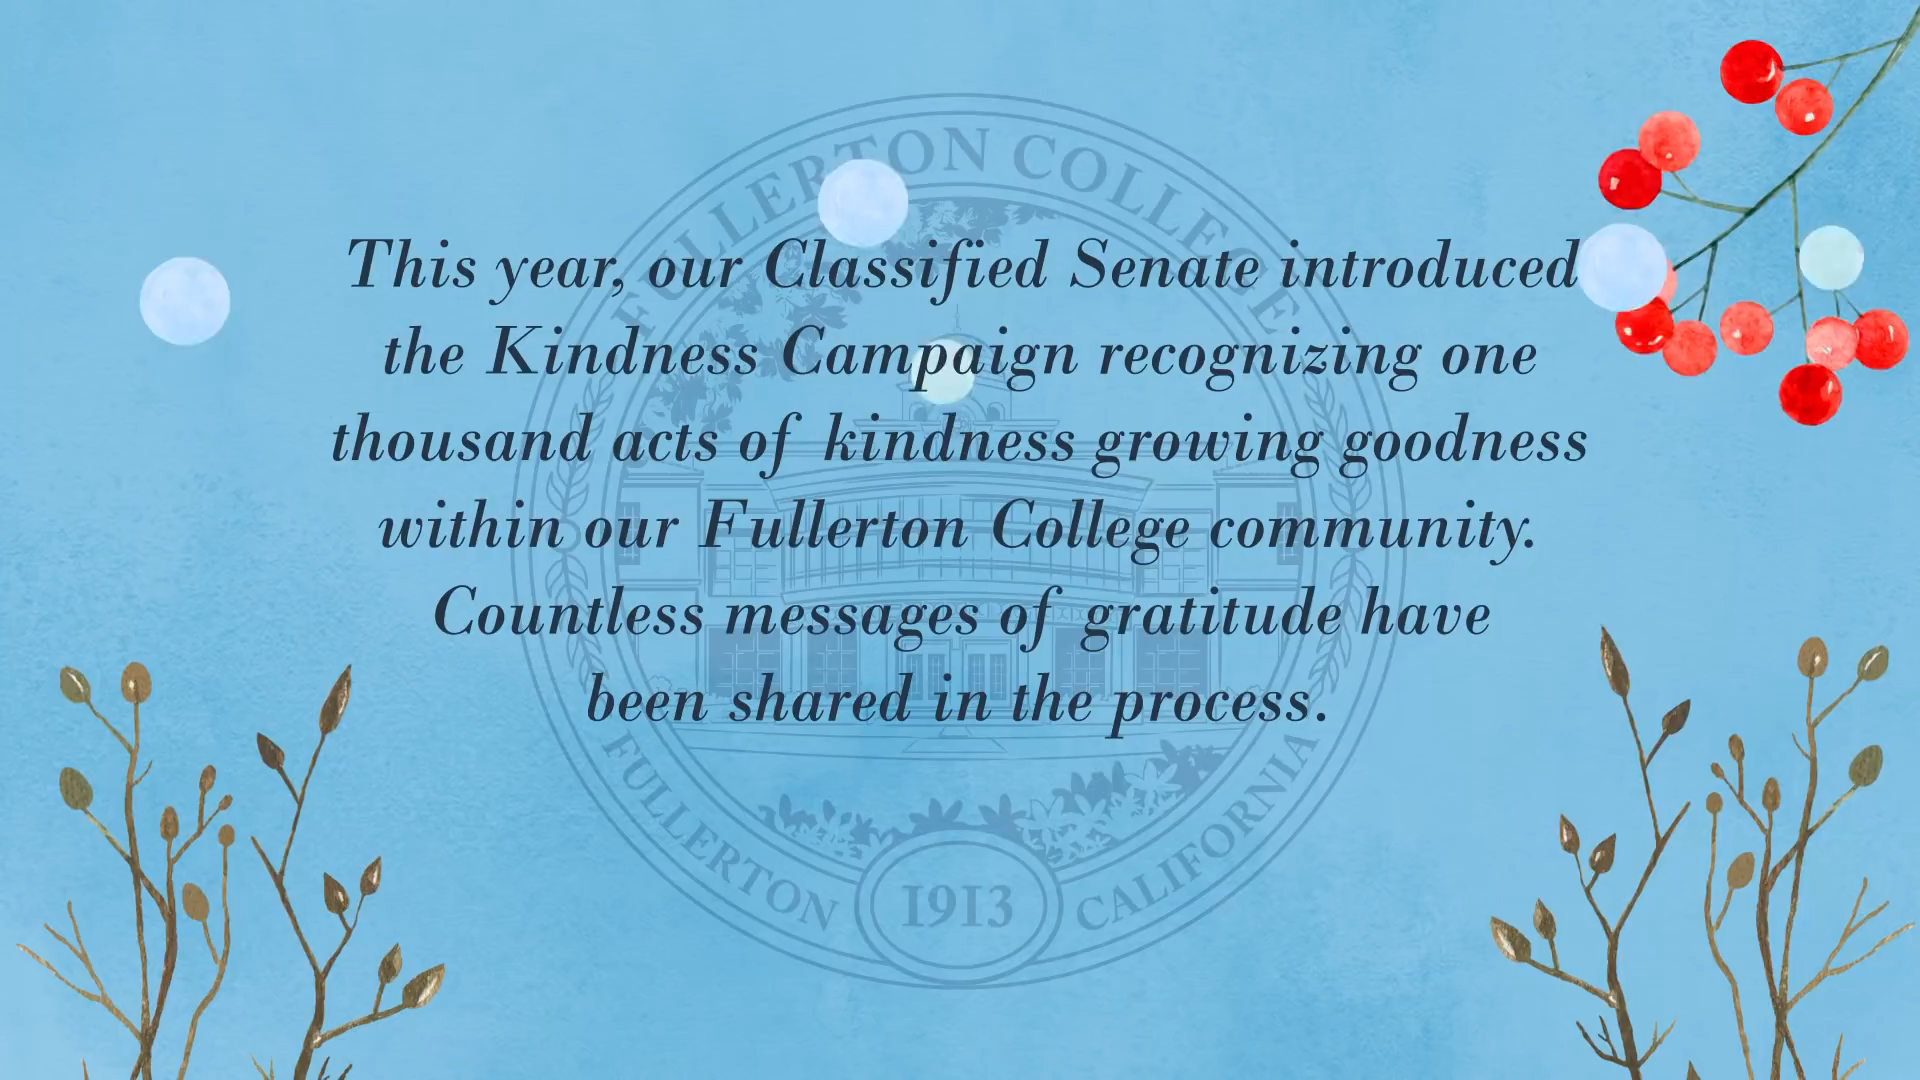 FULLERTON COLLEGE
This year, our Classified Senate introduced
the Kindness Campaign recognizing one
thousand acts of kindness growing goodness
within our Fullerton College community.
Countless messages of gratitude have
been shared in the process.
FULLERTON
CALIFORNIA
1913